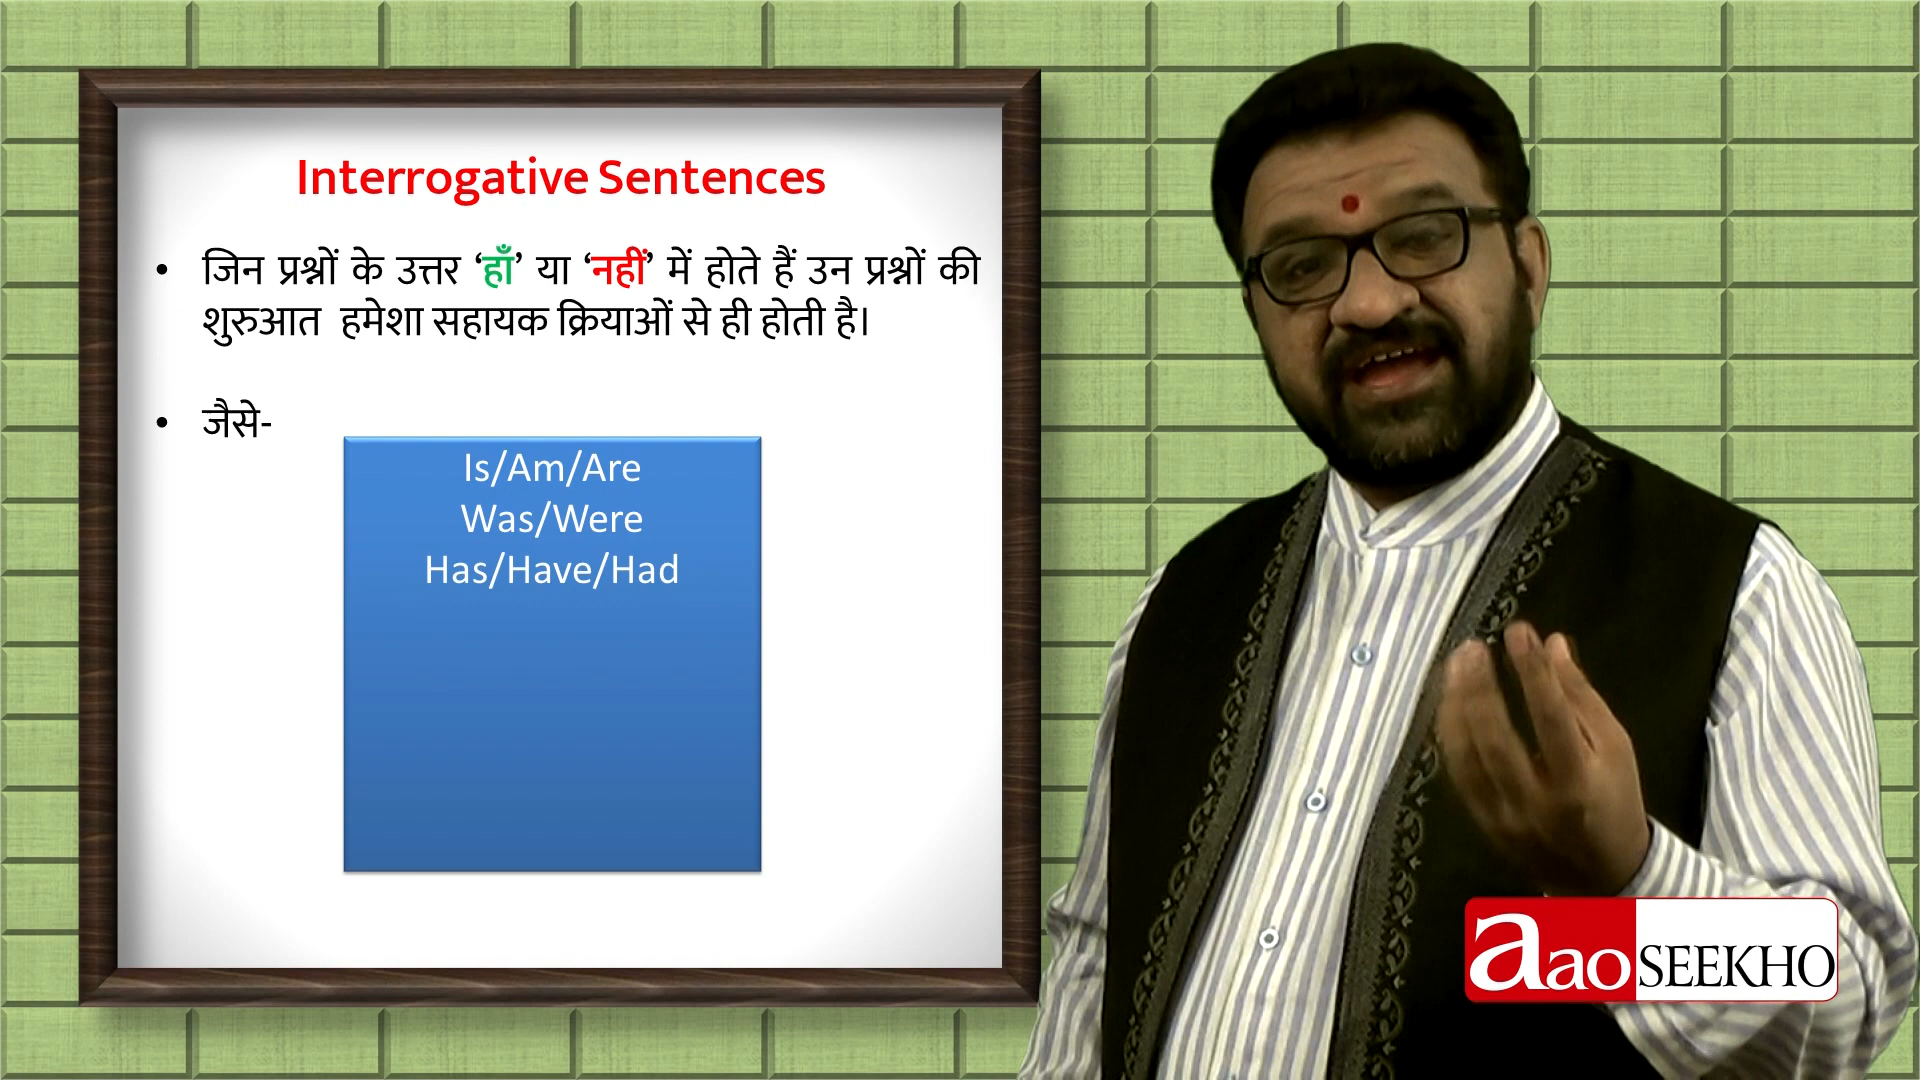 Interrogative Sentences
• जिन प्रश्नों के उत्तर ‘हाँ’ या ‘नहीं’ में होते हैं उन प्रश्नों की
शुरुआत हमेशा सहायक क्रियाओं से ही होती है।
• जैसे-
Is/Am/Are
Was/Were
Has/Have/Had
aao SEEKHO